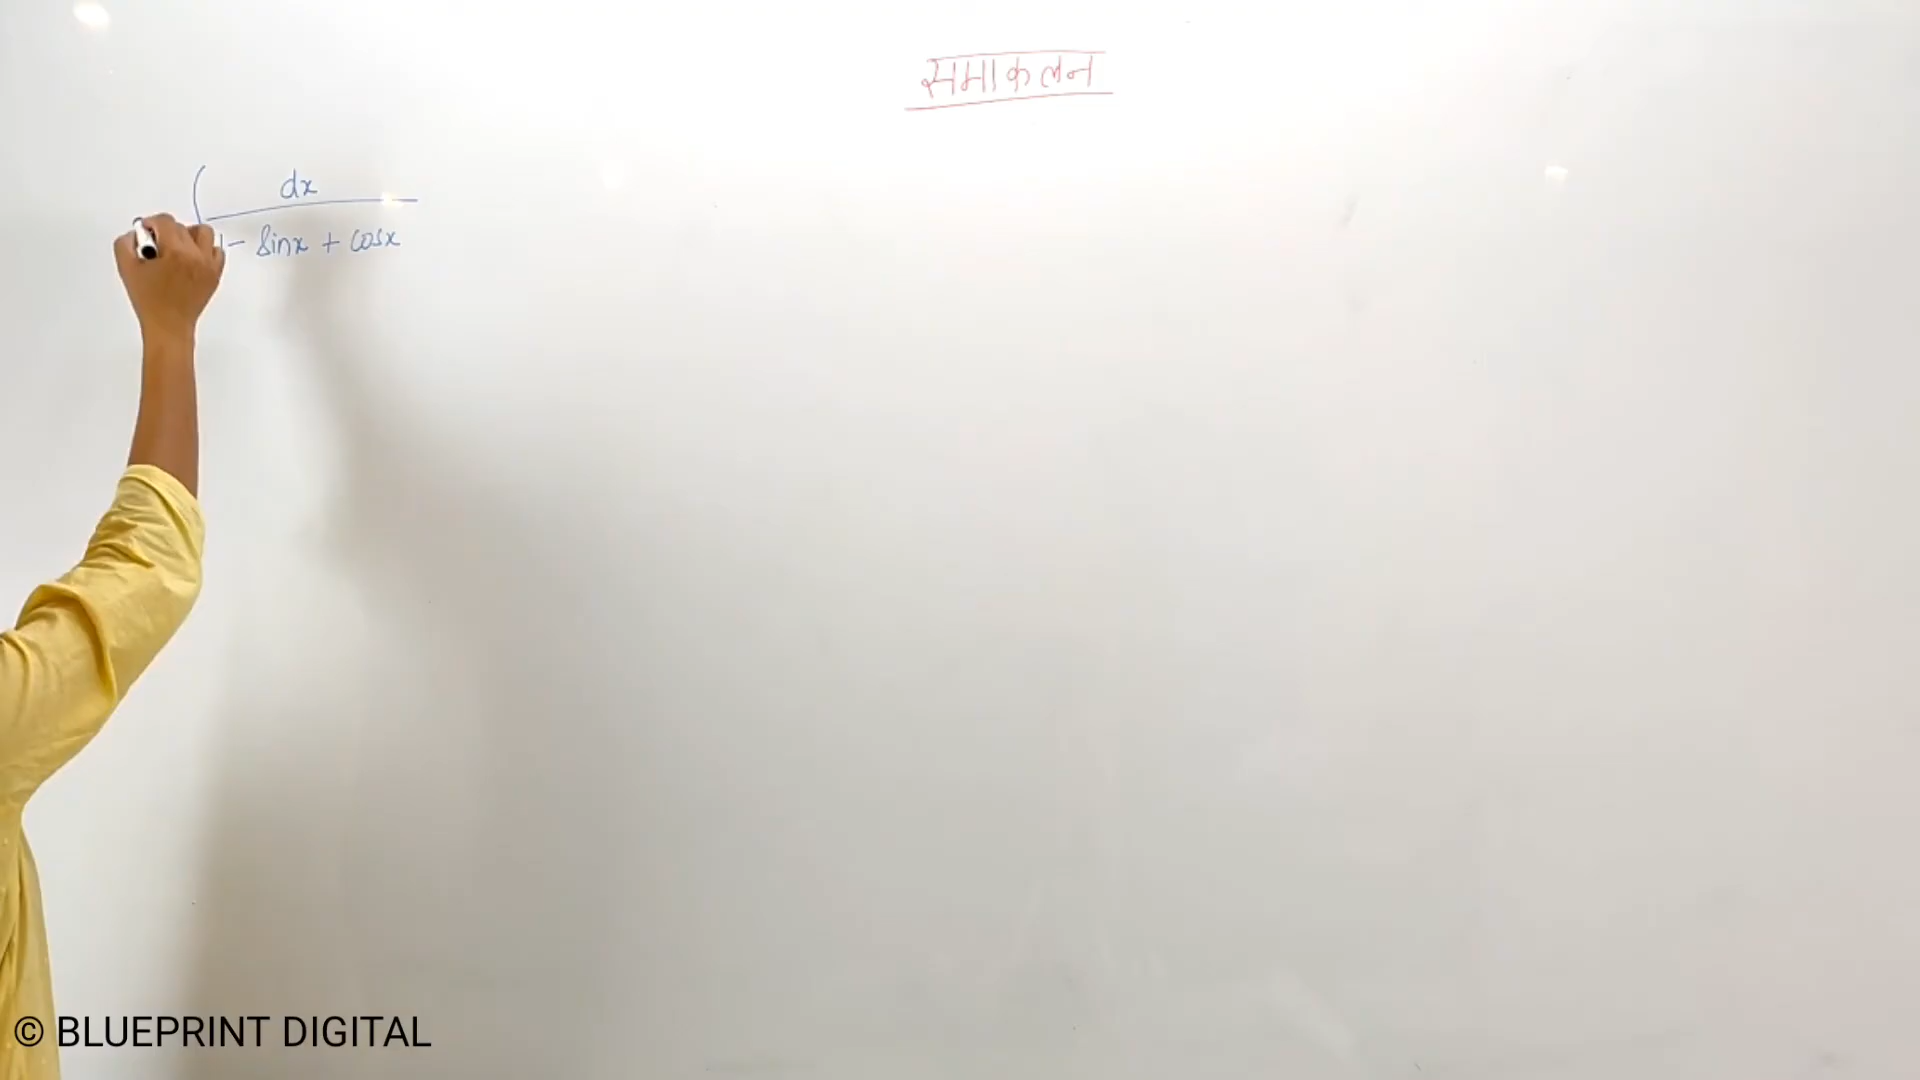 समाकलन
∫ dx
1 - sinx + cosx
© BLUEPRINT DIGITAL